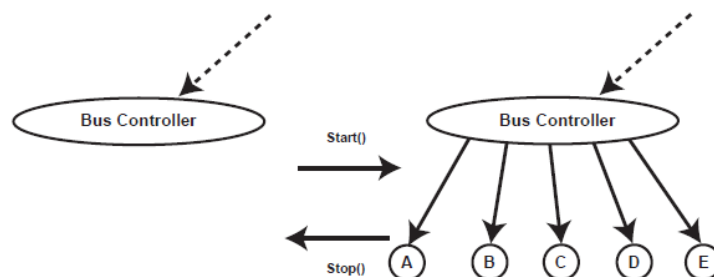 Bus Controller
Bus Controller
Start()
Stop()
A
B
C
D
E